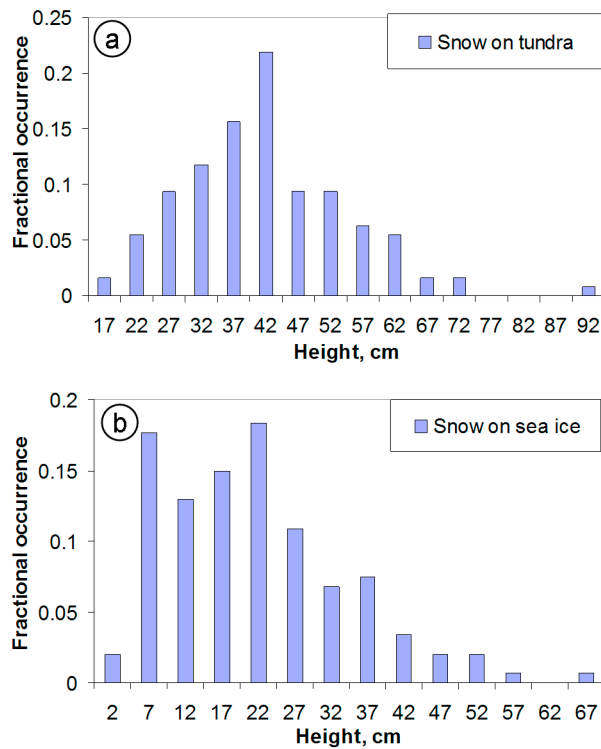 a
Snow on tundra
Fractional occurrence
0.25
0.2
0.15
0.1
0.05
0
17 22 27 32 37 42 47 52 57 62 67 72 77 82 87 92
Height, cm
b
Snow on sea ice
Fractional occurrence
0.2
0.15
0.1
0.05
0
2 7 12 17 22 27 32 37 42 47 52 57 62 67
Height, cm